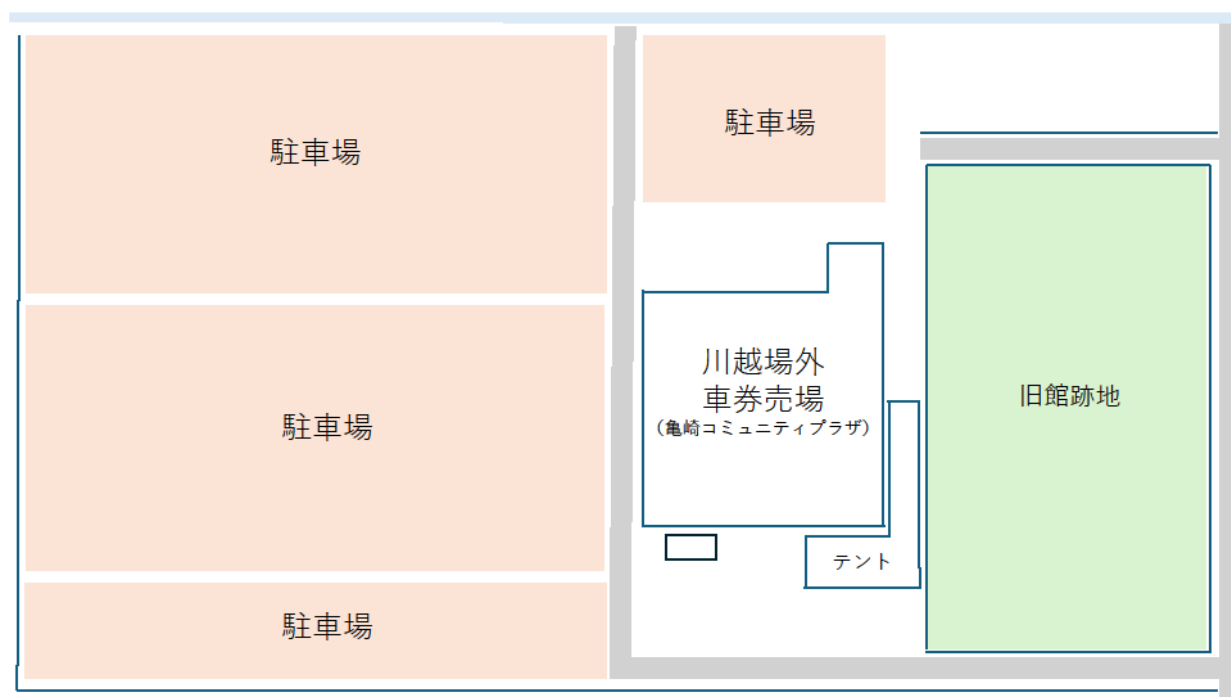 駐車場
駐車場
川越場外
車券売場
（亀崎コミュニティプラザ）
旧館跡地
駐車場
テント
駐車場